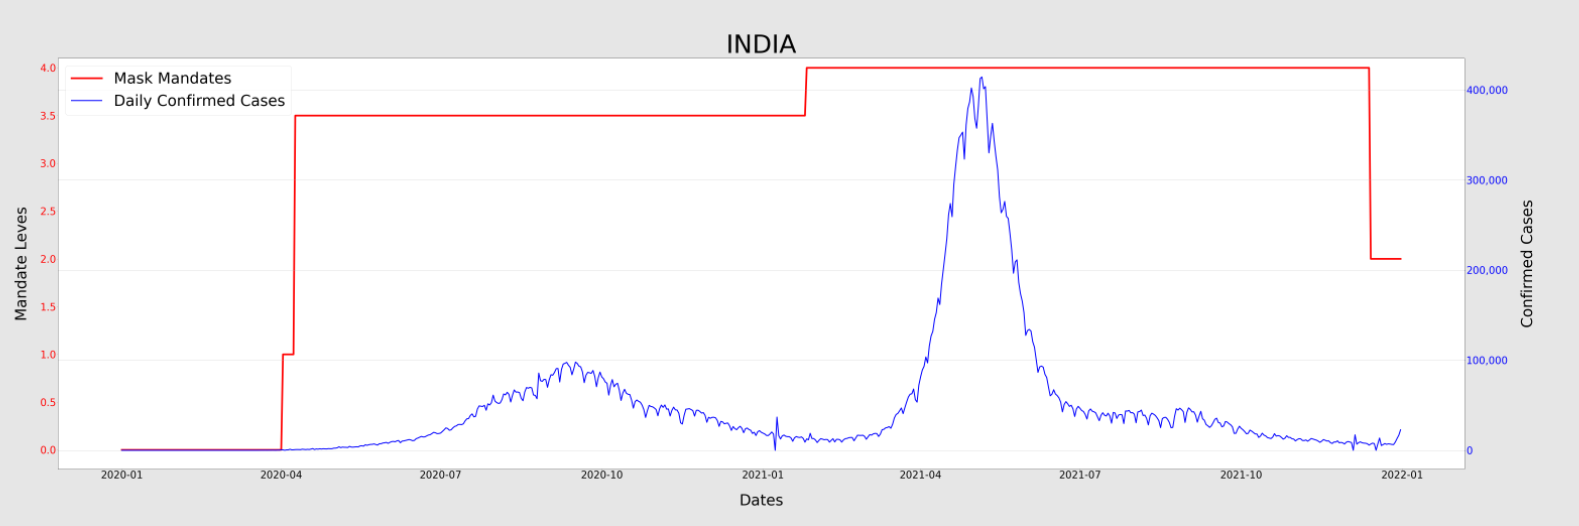 INDIA
Mask Mandates
Daily Confirmed Cases
4.0
3.5
3.0
2.5
2.0
1.5
1.0
0.5
0.0
Mandate Leves
400,000
300,000
200,000
100,000
0
Confirmed Cases
2020-01 2020-04 2020-07 2020-10 2021-01 2021-04 2021-07 2021-10 2022-01
Dates